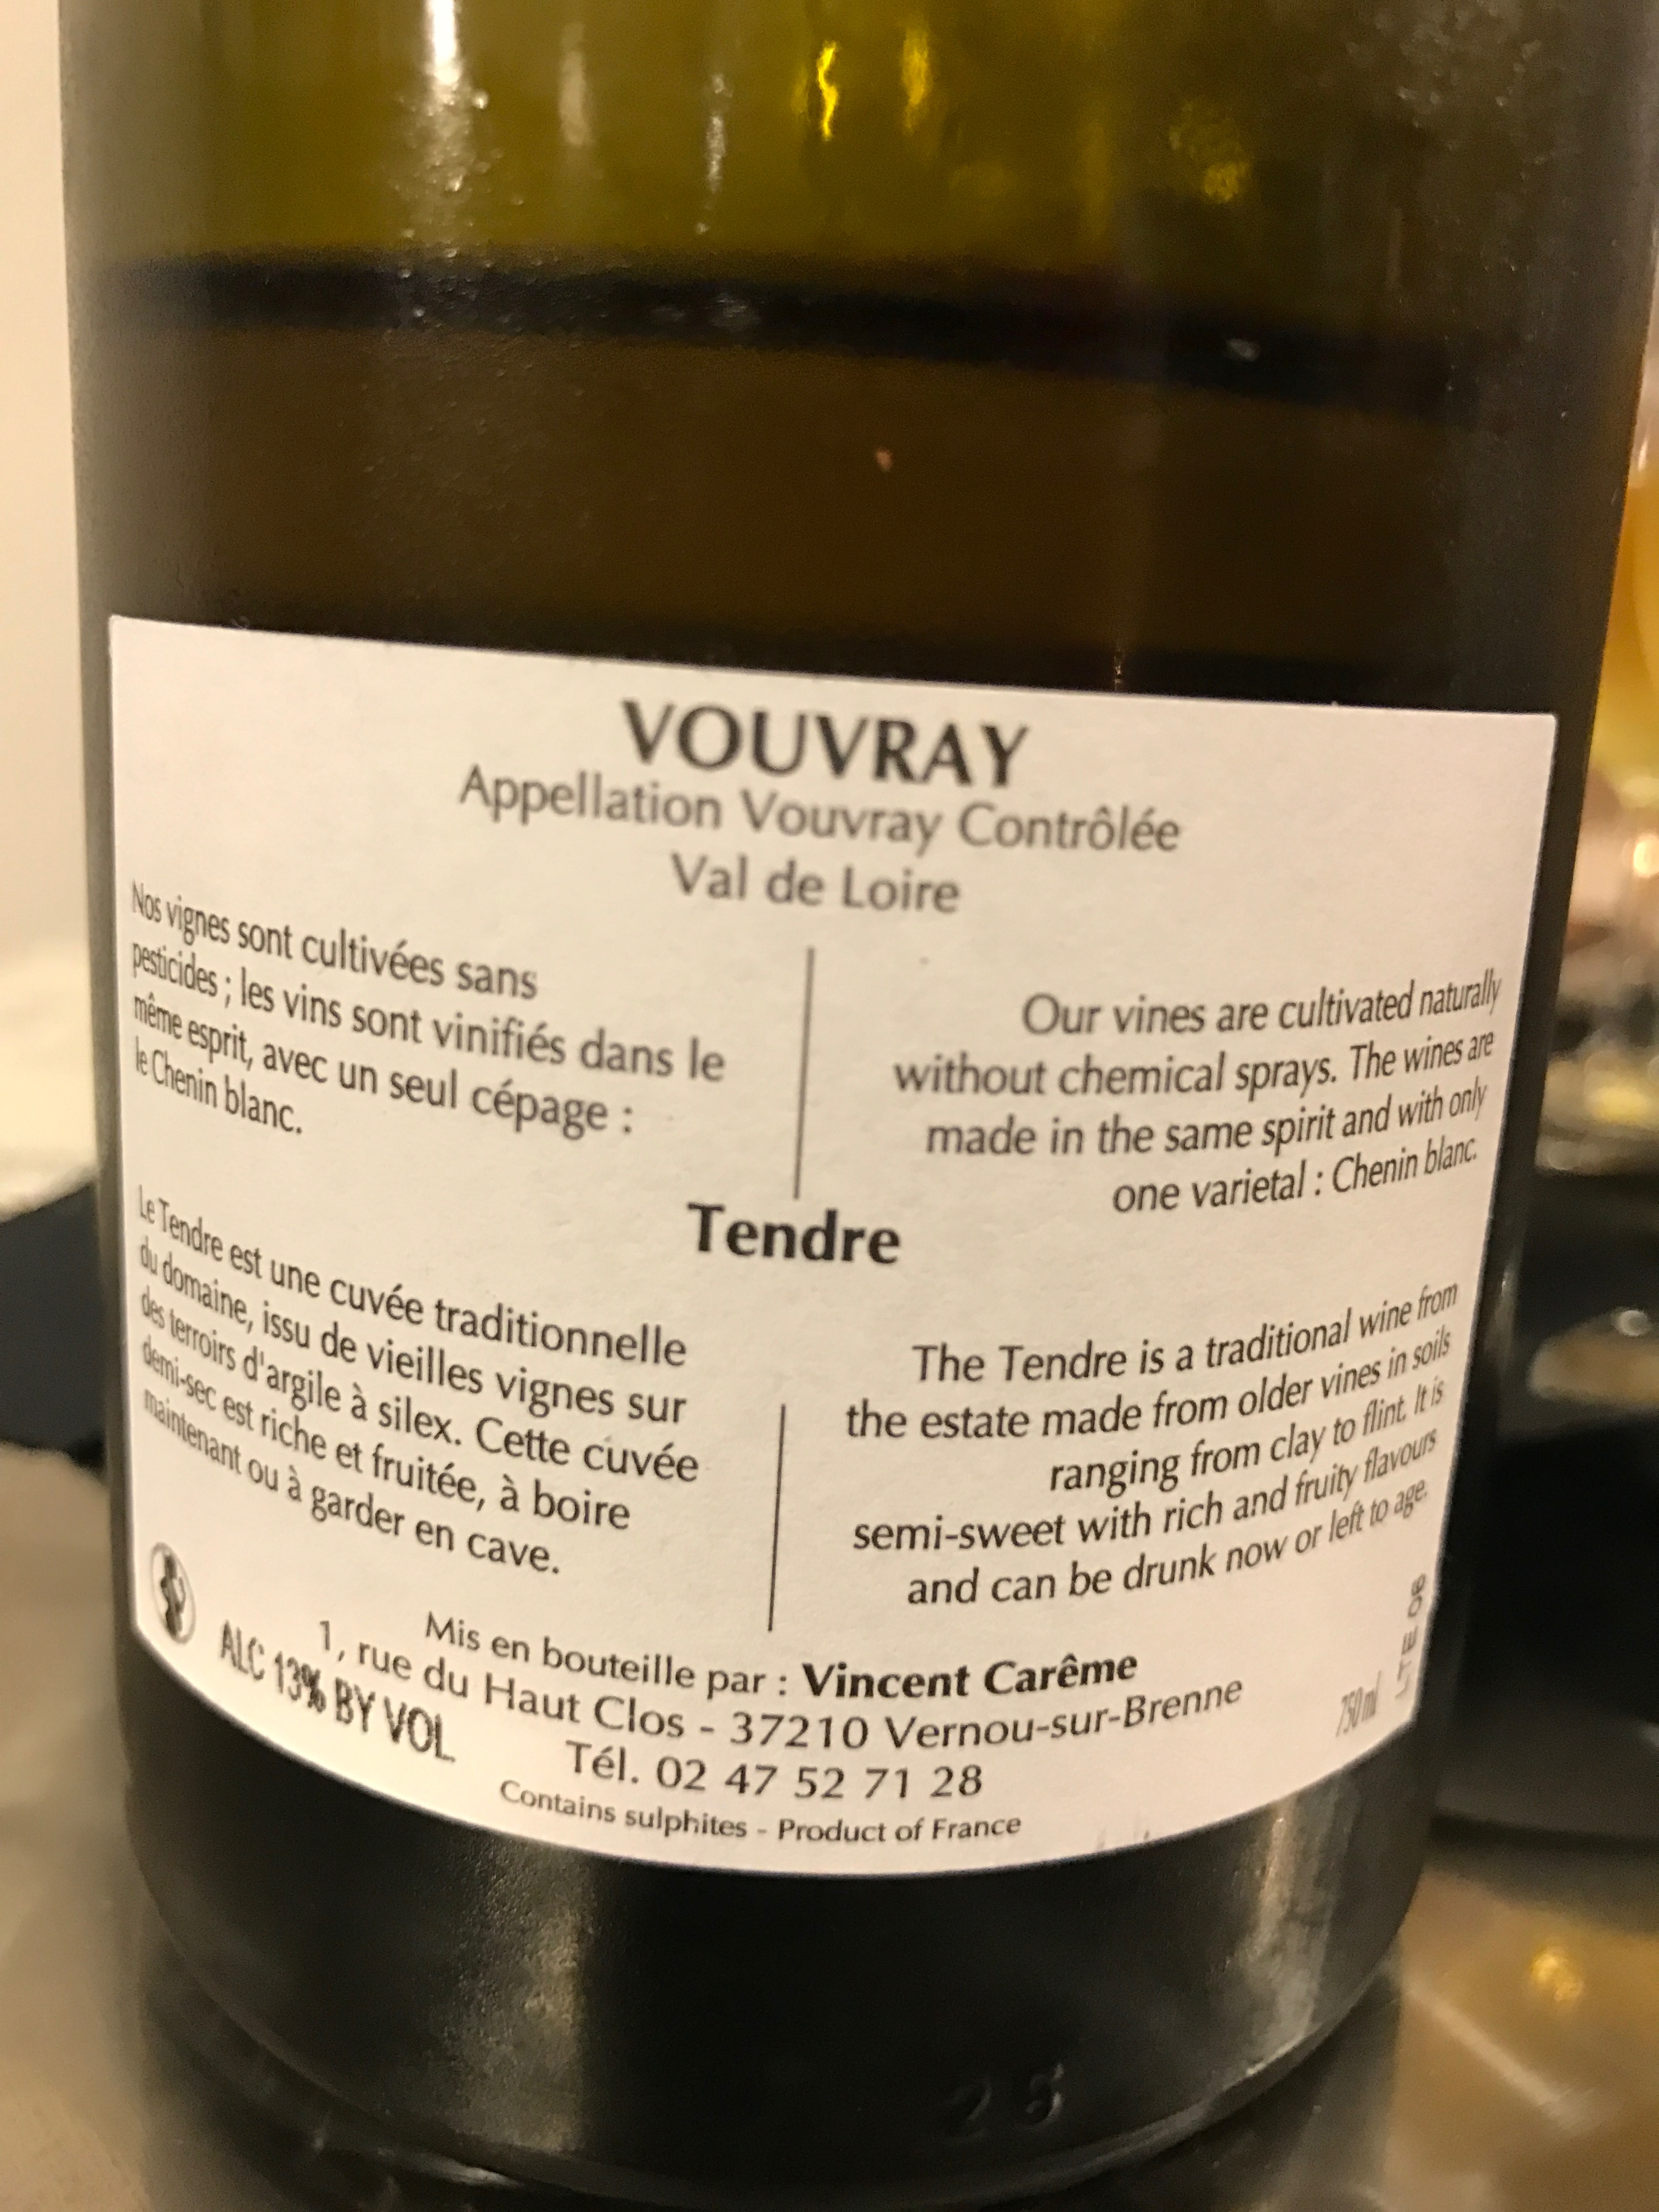 VOUVRAY
Appellation Vouvray Contrôlée
Val de Loire
Nos vignes sont cultivées sans
pesticides ; les vins sont vinifiés dans le
même esprit, avec un seul cépage :
le Chenin blanc.
Our vines are cultivated naturally
without chemical sprays. The wines are
made in the same spirit and with only
one varietal : Chenin blanc.
Tendre
Le Tendre est une cuvée traditionnelle
du domaine, issu de vieilles vignes sur
des terroirs d'argile à silex. Cette cuvée
demi-sec est riche et fruitée, à boire
maintenant ou à garder en cave.
The Tendre is a traditional wine from
the estate made from older vines in soils
ranging from clay to flint. It is
semi-sweet with rich and fruity flavours
and can be drunk now or left to age.
Mis en bouteille par : Vincent Carême
1, rue du Haut Clos - 37210 Vernou-sur-Brenne
Tél. 02 47 52 71 28
Contains sulphites - Product of France
ALC 13% BY VOL
750 ml